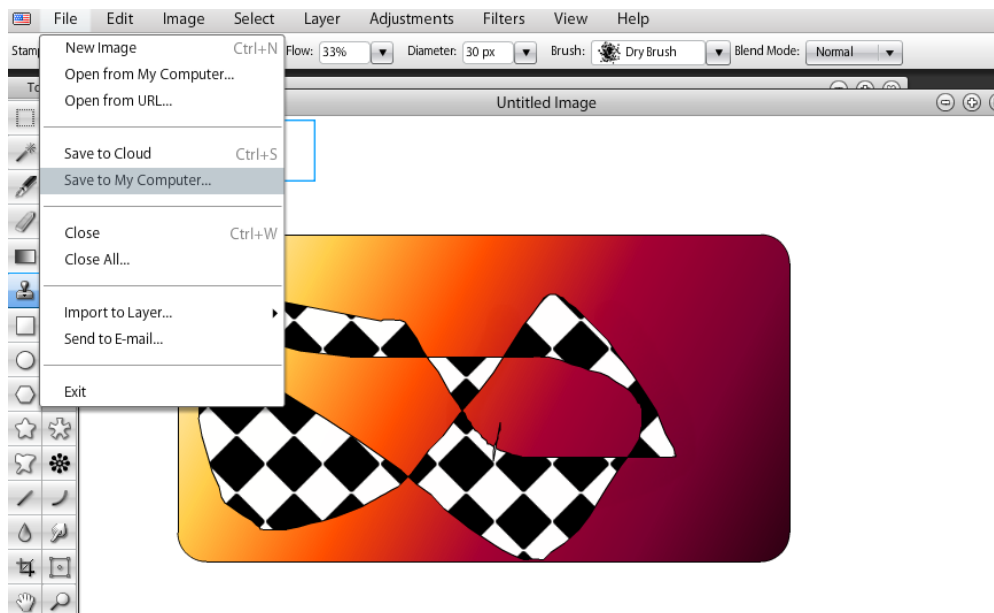 File Edit Image Select Layer Adjustments Filters View Help
Flow: 33% Diameter: 30 px Brush: Dry Brush Blend Mode: Normal
Untitled Image
New Image Ctrl+N
Open from My Computer...
Open from URL...
Save to Cloud Ctrl+S
Save to My Computer...
Close Ctrl+W
Close All...
Import to Layer...
Send to E-mail...
Exit